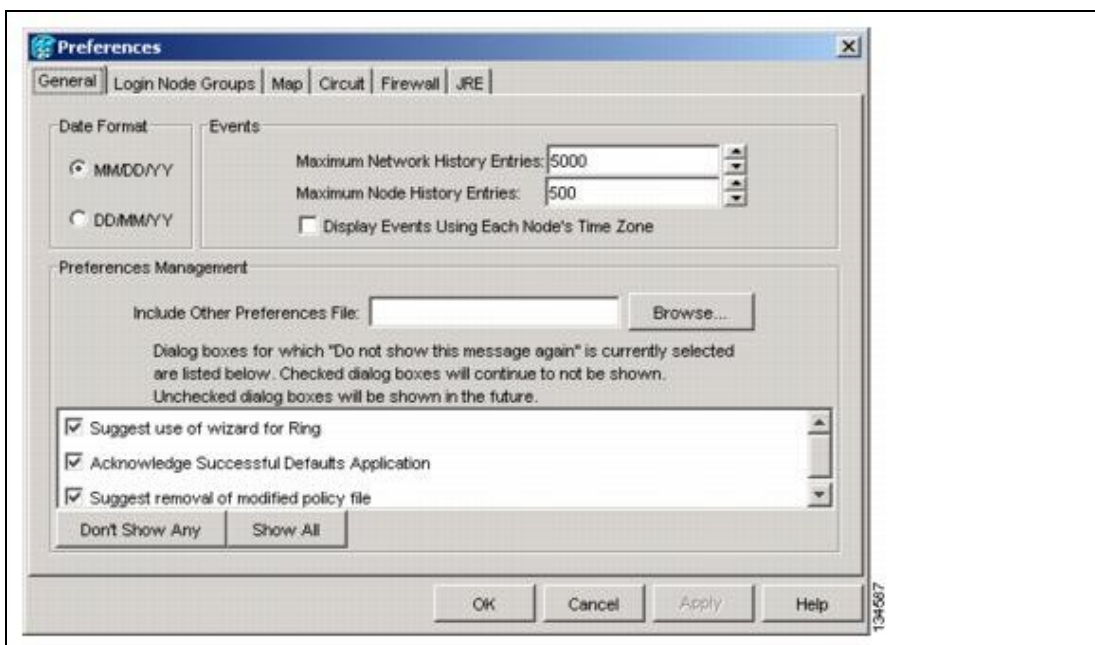 Preferences
General Login Node Groups Map Circuit Firewall JRE
Date Format
MM/DD/YY
DD/MM/YY
Events
Maximum Network History Entries: 5000
Maximum Node History Entries: 500
Display Events Using Each Node's Time Zone
Preferences Management
Include Other Preferences File: Browse...
Dialog boxes for which "Do not show this message again" is currently selected
are listed below. Checked dialog boxes will continue to not be shown.
Unchecked dialog boxes will be shown in the future.
Suggest use of wizard for Ring
Acknowledge Successful Defaults Application
Suggest removal of modified policy file
Don't Show Any Show All
OK Cancel Apply Help
134587